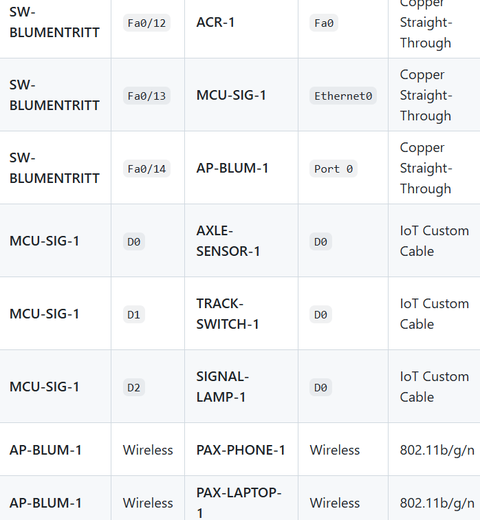 SW-BLUMENTRITT Fa0/12 ACR-1 Fa0 Copper Straight-Through
SW-BLUMENTRITT Fa0/13 MCU-SIG-1 Ethernet0 Copper Straight-Through
SW-BLUMENTRITT Fa0/14 AP-BLUM-1 Port 0 Copper Straight-Through
MCU-SIG-1 D0 AXLE-SENSOR-1 D0 IoT Custom Cable
MCU-SIG-1 D1 TRACK-SWITCH-1 D0 IoT Custom Cable
MCU-SIG-1 D2 SIGNAL-LAMP-1 D0 IoT Custom Cable
AP-BLUM-1 Wireless PAX-PHONE-1 Wireless 802.11b/g/n
AP-BLUM-1 Wireless PAX-LAPTOP-1 Wireless 802.11b/g/n